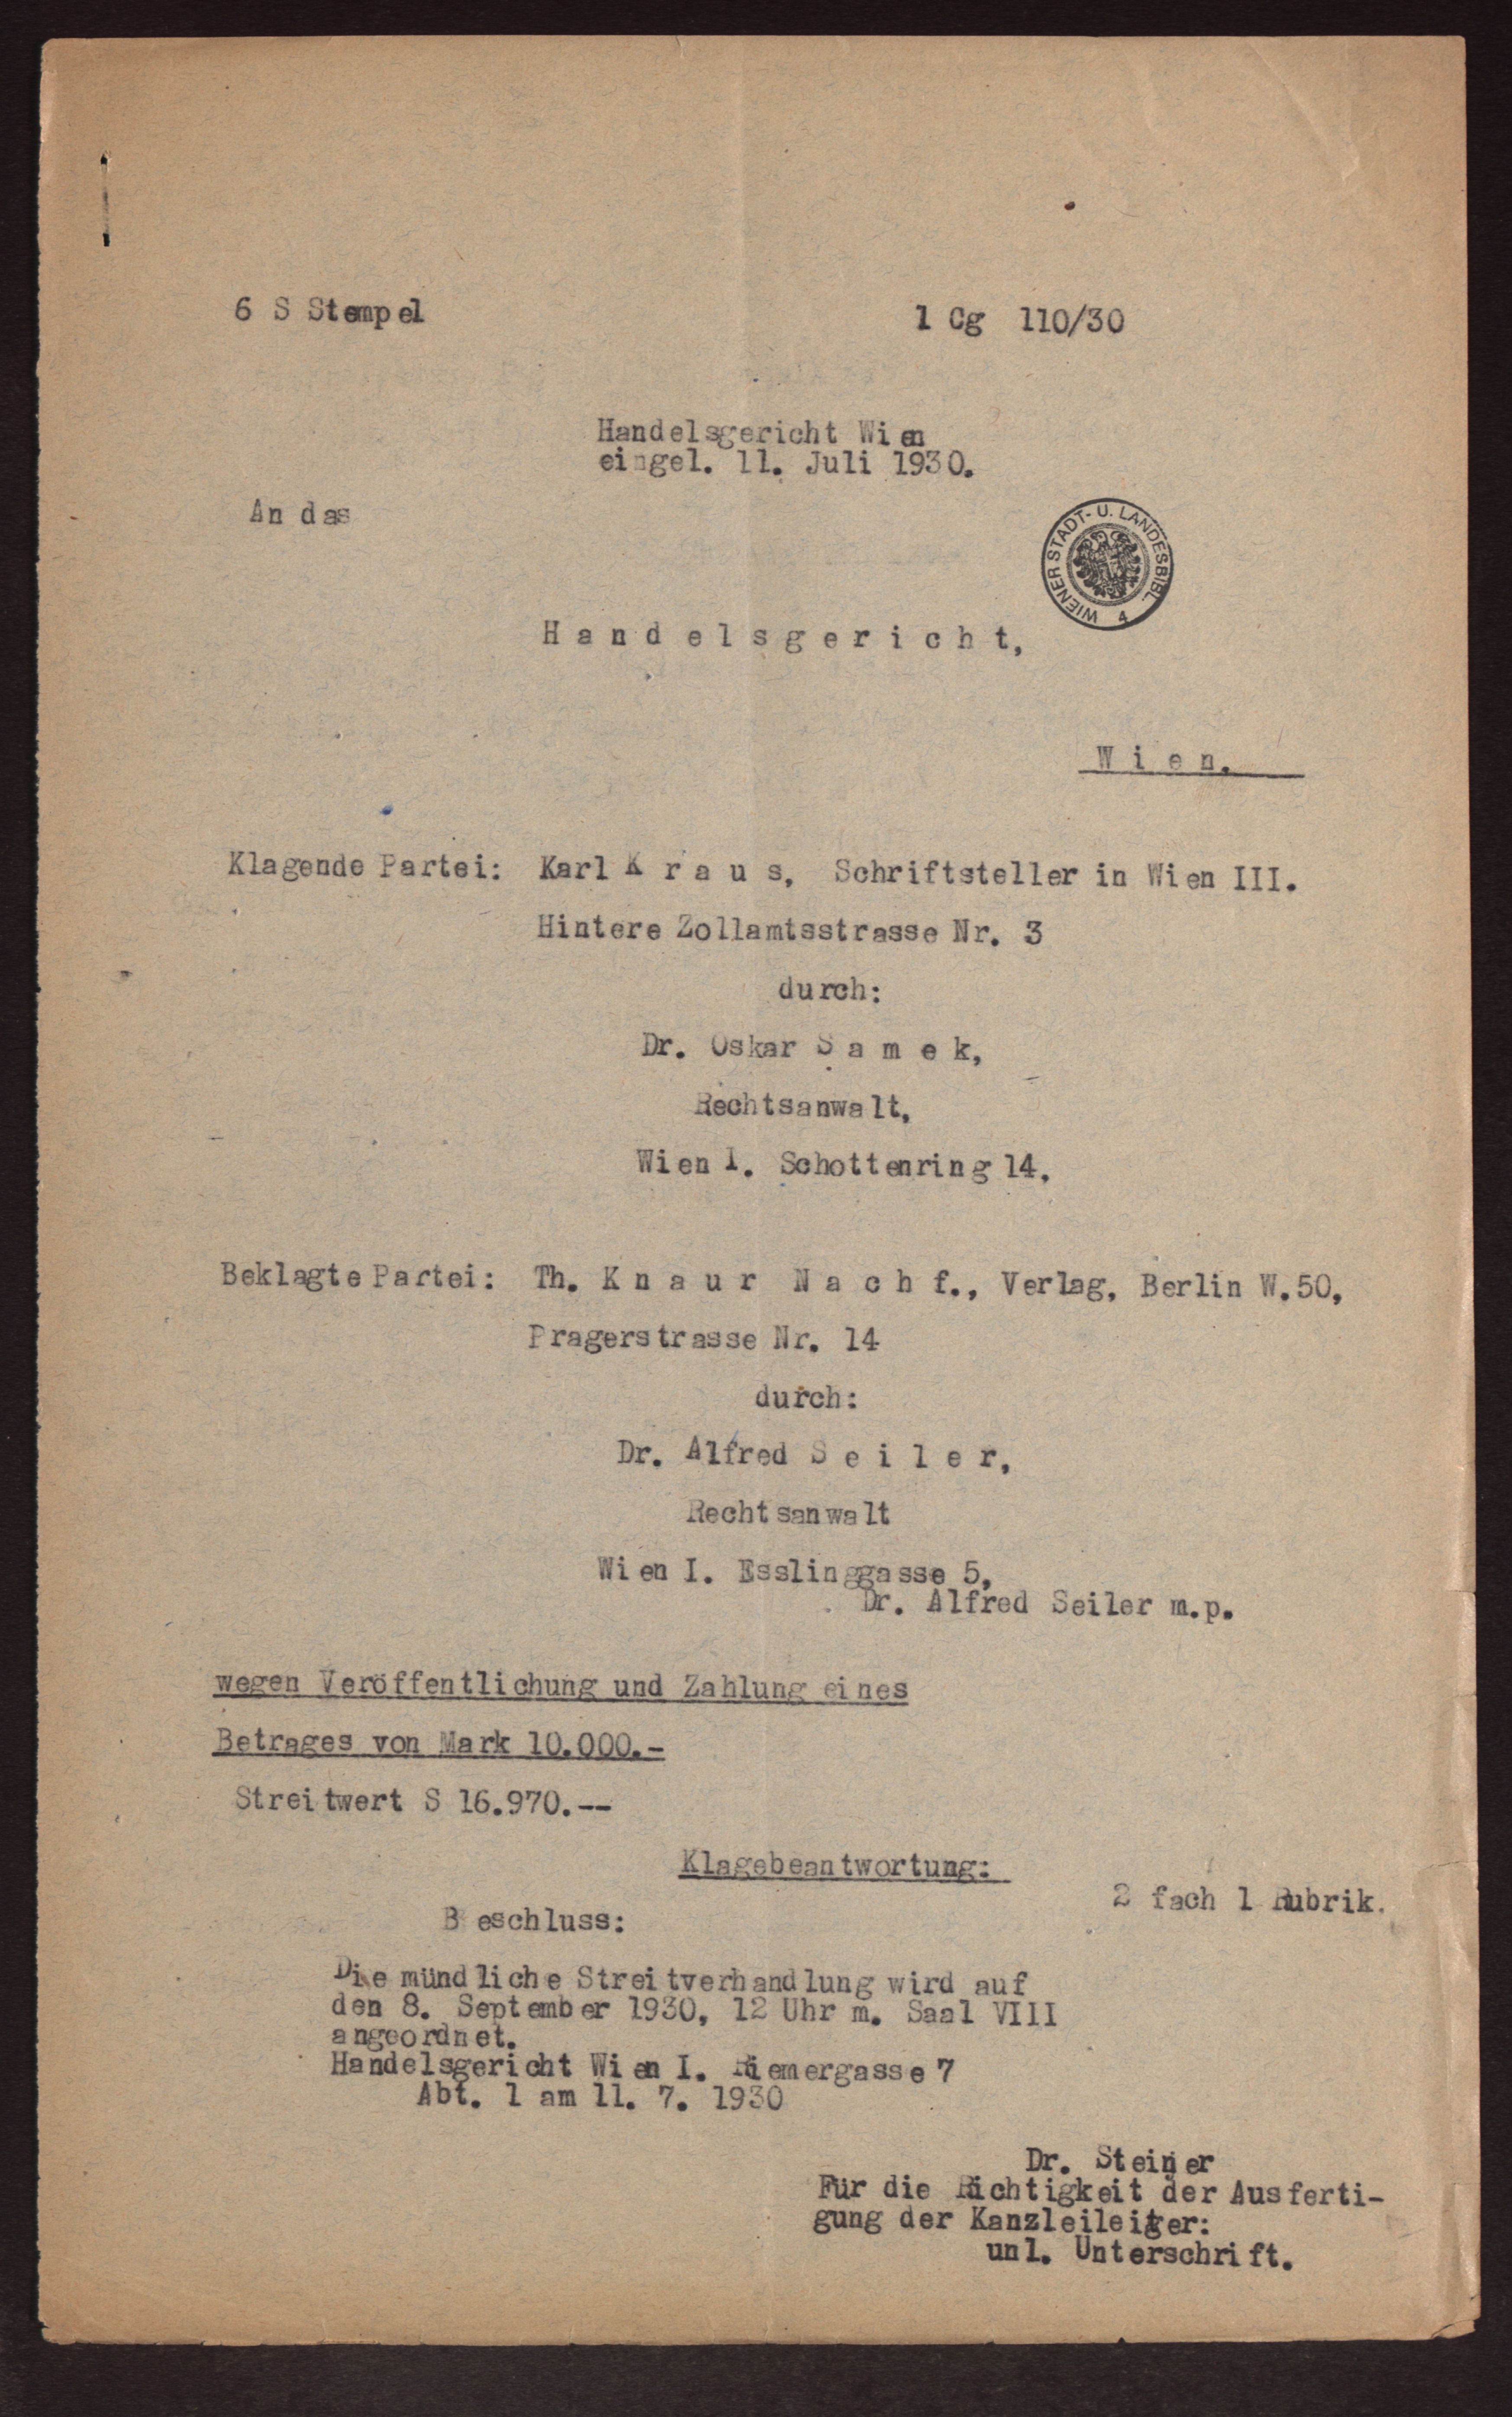 6 S Stempel
1 Cg 110/30
Handelsgericht Wien
eingel. 11. Juli 1930.
An das
WIENER STADT- U. LANDESBIBL. 4
Handelsgericht,
Wien.
Klagende Partei: Karl Kraus, Schriftsteller in Wien III.
Hintere Zollamtsstrasse Nr. 3
durch:
Dr. Oskar Samek,
Rechtsanwalt,
Wien I. Schottenring 14.
Beklagte Partei: Th. Knaur Nachf., Verlag, Berlin W.50,
Pragerstrasse Nr. 14
durch:
Dr. Alfred Seiler,
Rechtsanwalt
Wien I. Esslinggasse 5,
Dr. Alfred Seiler m.p.
wegen Veröffentlichung und Zahlung eines
Betrages von Mark 10.000.-
Streitwert S 16.970.--
Klagebeantwortung:
2 fach 1 Rubrik.
Beschluss:
Die mündliche Streitverhandlung wird auf
den 8. September 1930, 12 Uhr m. Saal VIII
angeordnet.
Handelsgericht Wien I. Riemergasse 7
Abt. 1 am 11. 7. 1930
Dr. Steiner
Für die Richtigkeit der Ausferti-
gung der Kanzleileiter:
unl. Unterschrift.